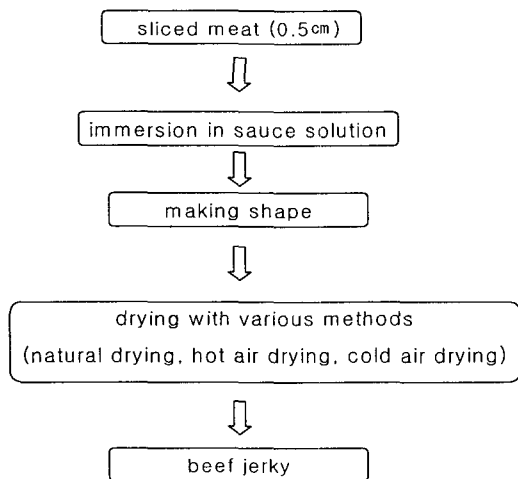 sliced meat (0.5cm)
immersion in sauce solution
making shape
drying with various methods
(natural drying, hot air drying, cold air drying)
beef jerky